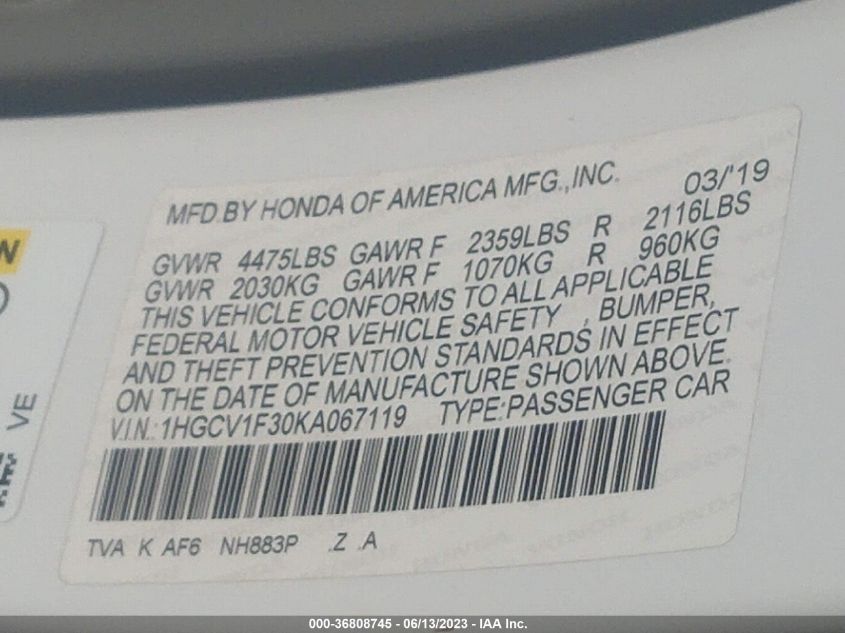 MFD.BY HONDA OF AMERICA MFG.,INC. 03/'19
GVWR 4475LBS GAWR F 2359LBS R 2116LBS
GVWR 2030KG GAWR F 1070KG R 960KG
THIS VEHICLE CONFORMS TO ALL APPLICABLE
FEDERAL MOTOR VEHICLE SAFETY , BUMPER,
AND THEFT PREVENTION STANDARDS IN EFFECT
ON THE DATE OF MANUFACTURE SHOWN ABOVE.
V.I.N.: 1HGCV1F30KA067119 TYPE:PASSENGER CAR
TVA K AF6 NH883P .Z .A
VE
000-36808745 - 06/13/2023 - IAA Inc.